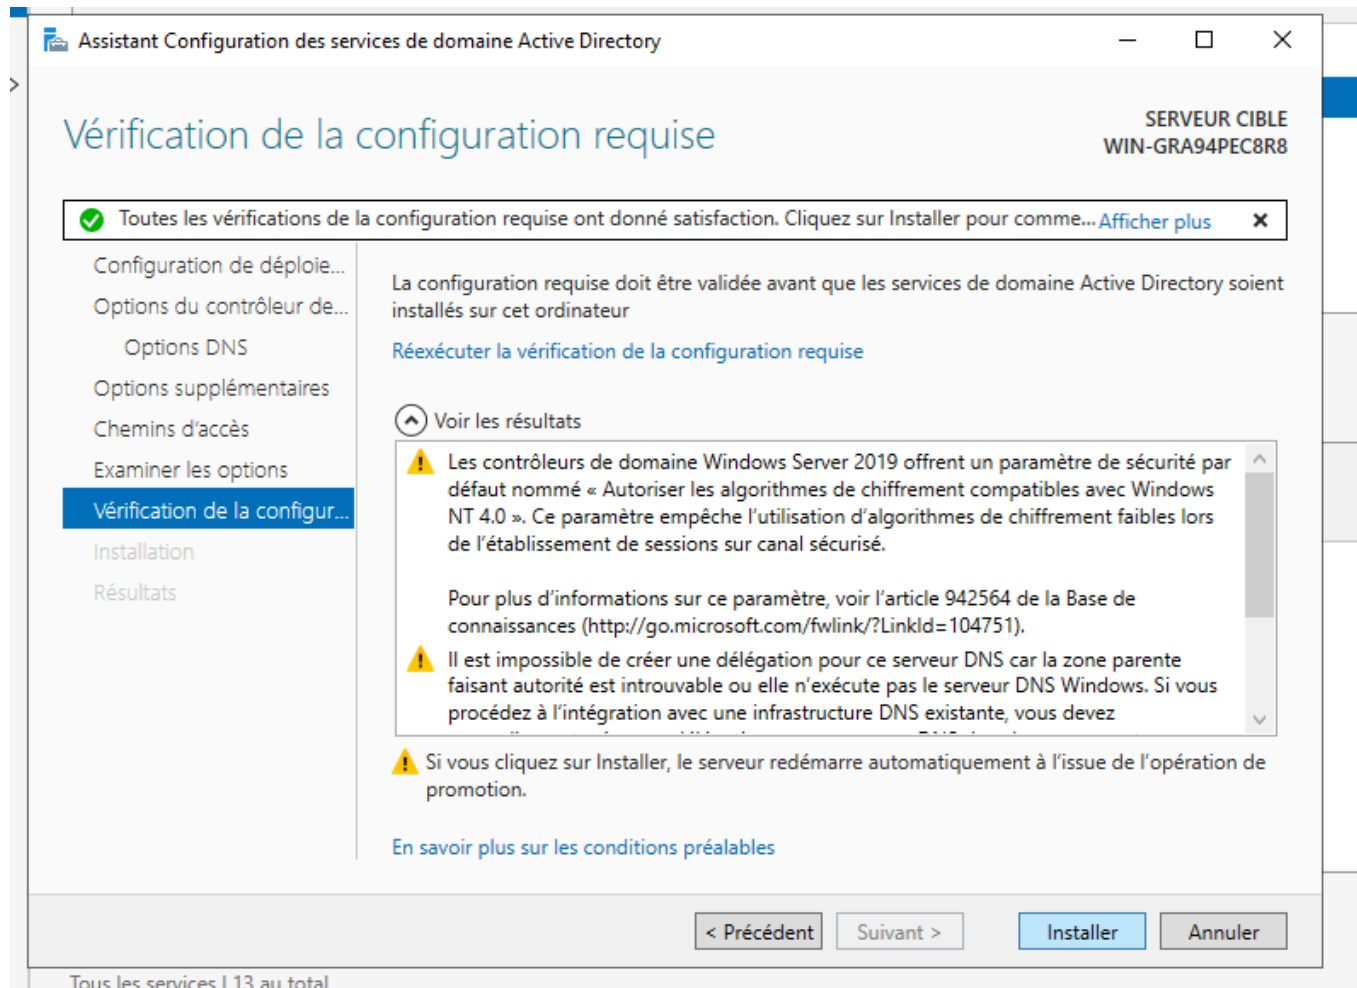 Assistant Configuration des services de domaine Active Directory
Vérification de la configuration requise
SERVEUR CIBLE
WIN-GRA94PEC8R8
Toutes les vérifications de la configuration requise ont donné satisfaction. Cliquez sur Installer pour comme... Afficher plus
Configuration de déploie...
Options du contrôleur de...
Options DNS
Options supplémentaires
Chemins d’accès
Examiner les options
Vérification de la configur...
Installation
Résultats
La configuration requise doit être validée avant que les services de domaine Active Directory soient
installés sur cet ordinateur
Réexécuter la vérification de la configuration requise
Voir les résultats
Les contrôleurs de domaine Windows Server 2019 offrent un paramètre de sécurité par
défaut nommé « Autoriser les algorithmes de chiffrement compatibles avec Windows
NT 4.0 ». Ce paramètre empêche l’utilisation d’algorithmes de chiffrement faibles lors
de l’établissement de sessions sur canal sécurisé.
Pour plus d’informations sur ce paramètre, voir l’article 942564 de la Base de
connaissances (http://go.microsoft.com/fwlink/?LinkId=104751).
Il est impossible de créer une délégation pour ce serveur DNS car la zone parente
faisant autorité est introuvable ou elle n’exécute pas le serveur DNS Windows. Si vous
procédez à l’intégration avec une infrastructure DNS existante, vous devez
Si vous cliquez sur Installer, le serveur redémarre automatiquement à l’issue de l’opération de
promotion.
En savoir plus sur les conditions préalables
< Précédent
Suivant >
Installer
Annuler
Tous les services | 13 au total